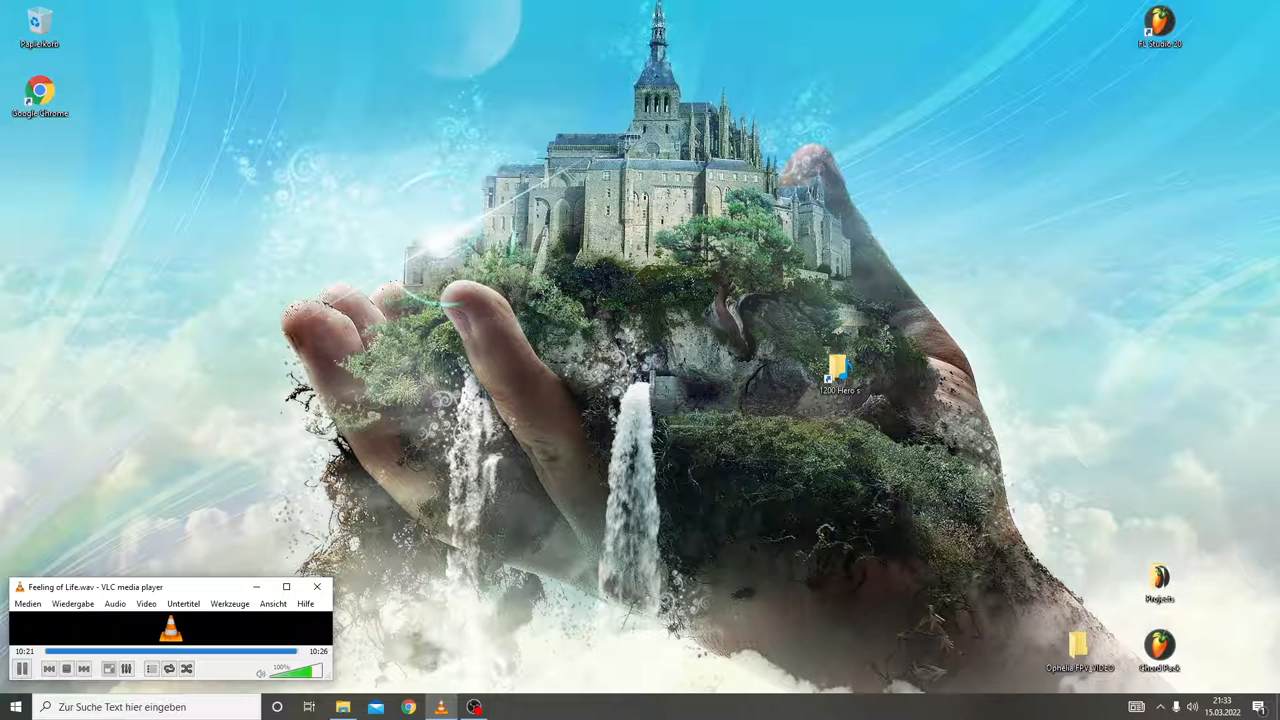 Papierkorb
FL Studio 20
Google Chrome
1200 Hero's
Projects
Ophelia FPV_VIDEO
Chord Pack
Feeling of Life.wav - VLC media player
Medien Wiedergabe Audio Video Untertitel Werkzeuge Ansicht Hilfe
10:21 10:26
100%
Zur Suche Text hier eingeben
21:33
15.03.2022
1